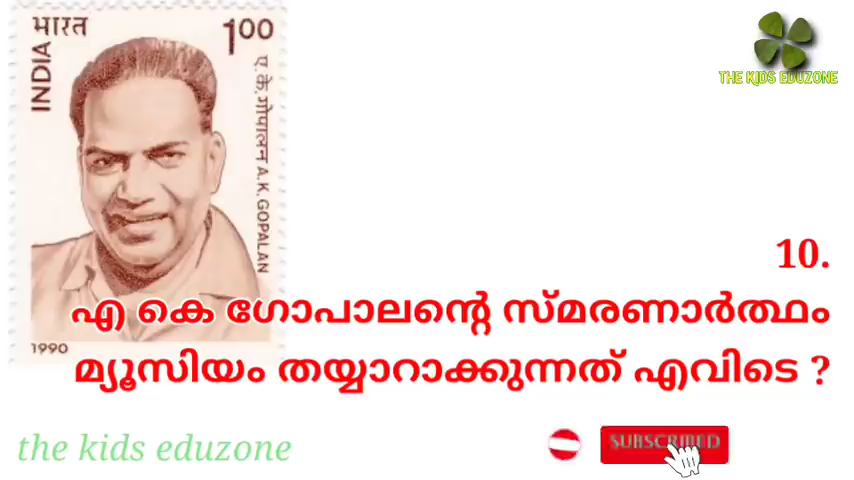 भारत
INDIA
1.00
ए.के.गोपालन A.K.GOPALAN
1990
THE KIDS EDUZONE
10.
എ കെ ഗോപാലന്റെ സ്മരണാർത്ഥം
മ്യൂസിയം തയ്യാറാക്കുന്നത് എവിടെ ?
the kids eduzone
SUBSCRIBED